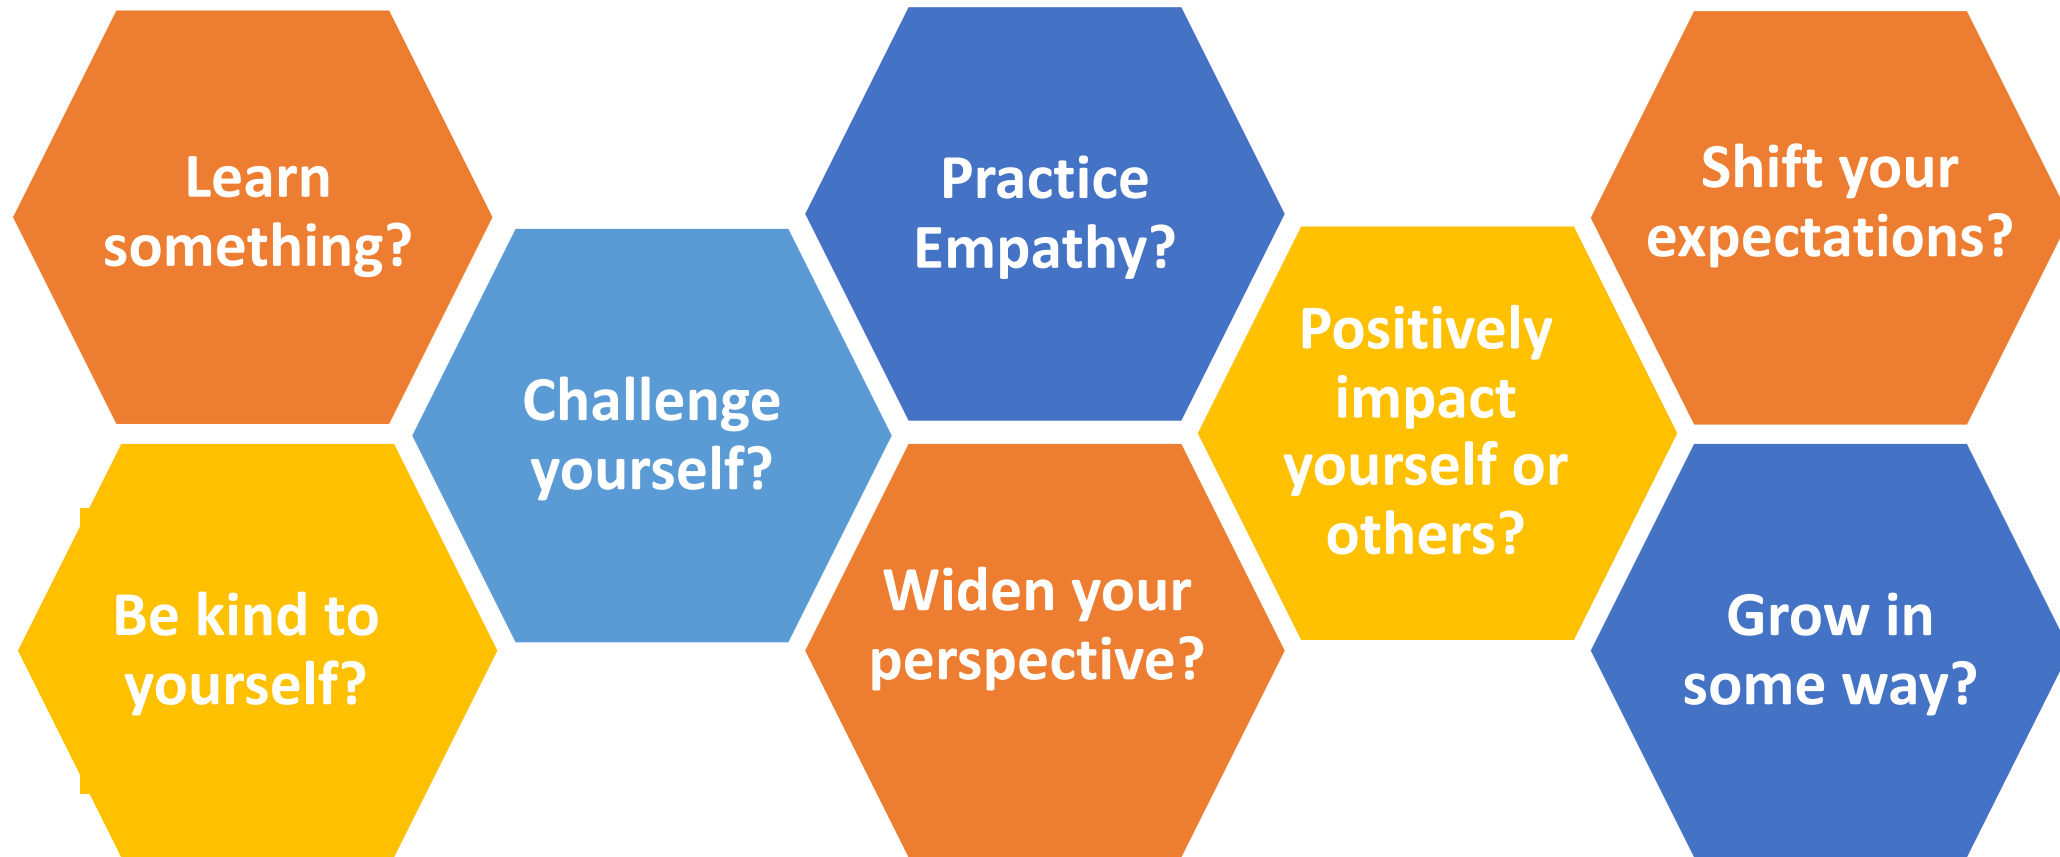 Learn
something?
Be kind to
yourself?
Challenge
yourself?
Practice
Empathy?
Widen your
perspective?
Positively
impact
yourself or
others?
Shift your
expectations?
Grow in
some way?